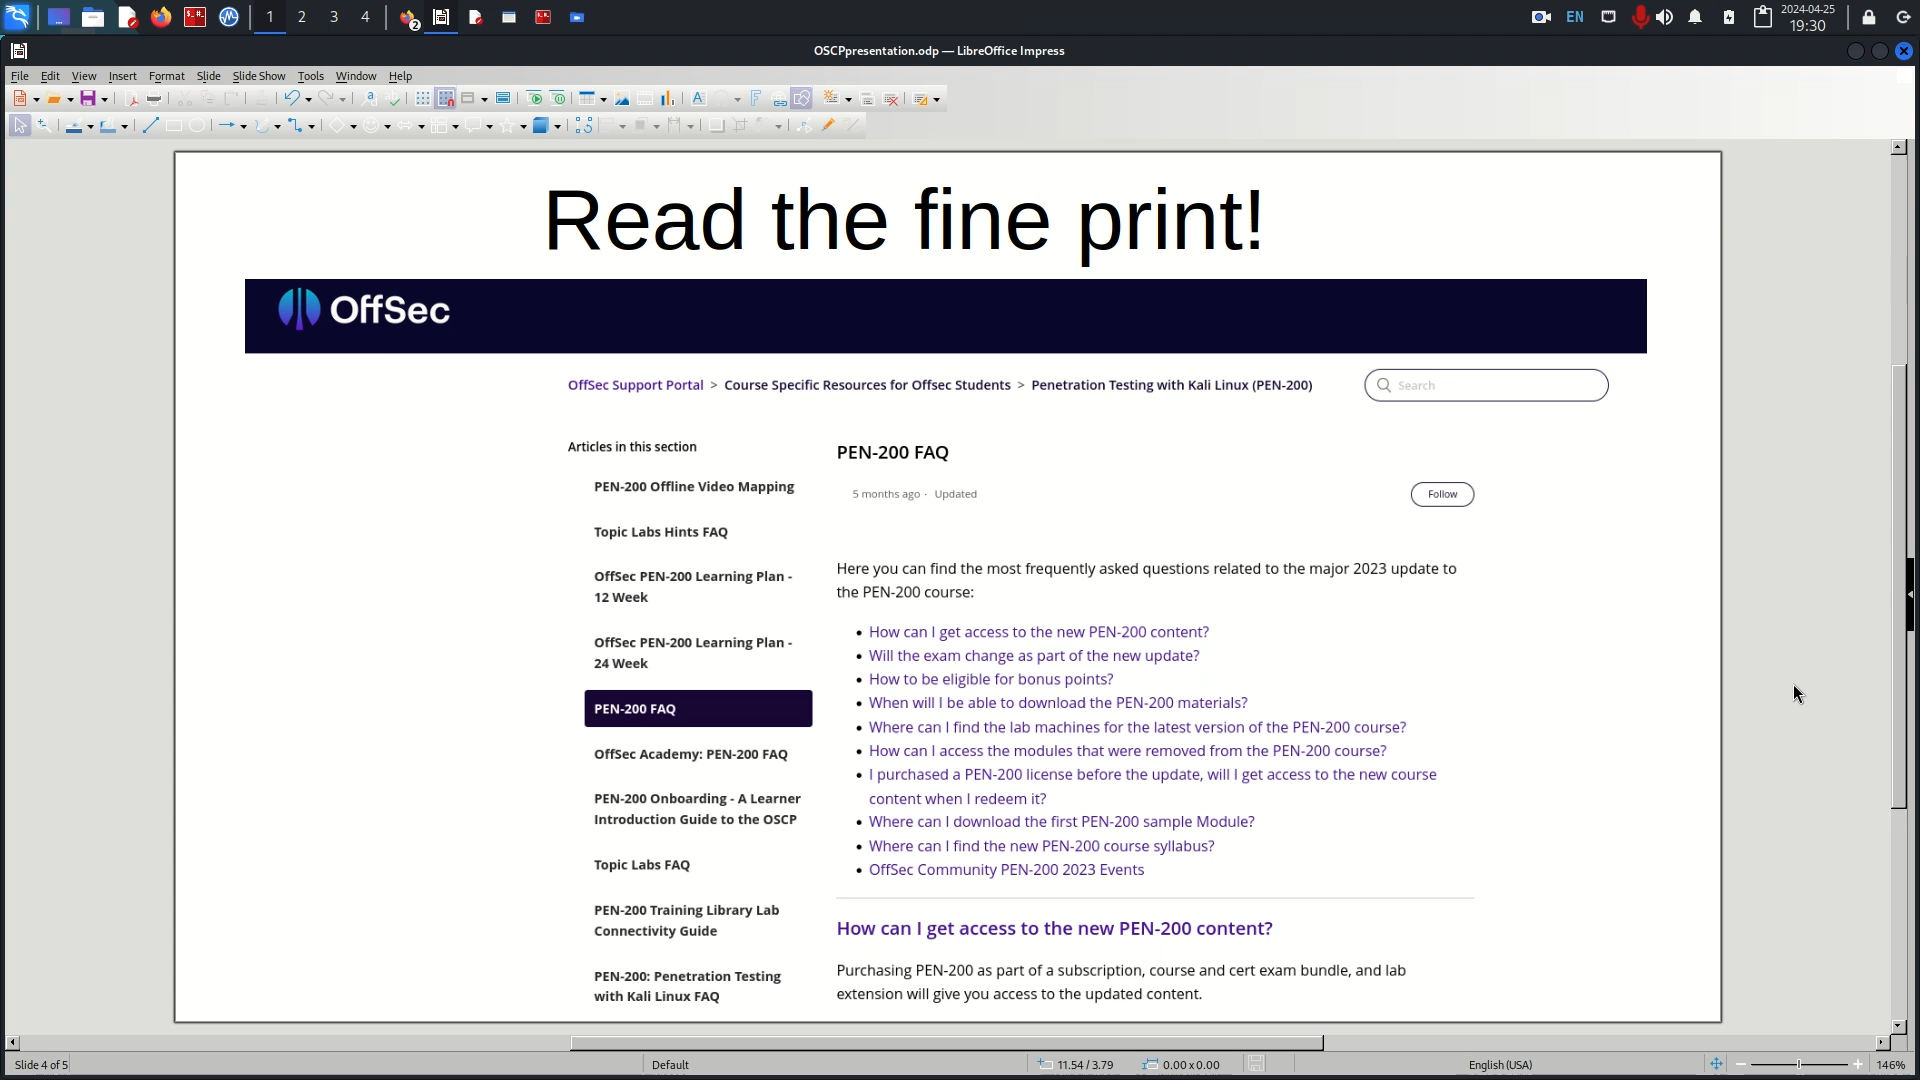 1 2 3 4 2 EN 2024-04-25
19:30
OSCPpresentation.odp — LibreOffice Impress
File Edit View Insert Format Slide Slide Show Tools Window Help
Read the fine print!
OffSec
OffSec Support Portal > Course Specific Resources for Offsec Students > Penetration Testing with Kali Linux (PEN-200) Search
Articles in this section
PEN-200 Offline Video Mapping
Topic Labs Hints FAQ
OffSec PEN-200 Learning Plan -
12 Week
OffSec PEN-200 Learning Plan -
24 Week
PEN-200 FAQ
OffSec Academy: PEN-200 FAQ
PEN-200 Onboarding - A Learner
Introduction Guide to the OSCP
Topic Labs FAQ
PEN-200 Training Library Lab
Connectivity Guide
PEN-200: Penetration Testing
with Kali Linux FAQ
PEN-200 FAQ
5 months ago · Updated
Follow
Here you can find the most frequently asked questions related to the major 2023 update to
the PEN-200 course:
• How can I get access to the new PEN-200 content?
• Will the exam change as part of the new update?
• How to be eligible for bonus points?
• When will I be able to download the PEN-200 materials?
• Where can I find the lab machines for the latest version of the PEN-200 course?
• How can I access the modules that were removed from the PEN-200 course?
• I purchased a PEN-200 license before the update, will I get access to the new course
content when I redeem it?
• Where can I download the first PEN-200 sample Module?
• Where can I find the new PEN-200 course syllabus?
• OffSec Community PEN-200 2023 Events
How can I get access to the new PEN-200 content?
Purchasing PEN-200 as part of a subscription, course and cert exam bundle, and lab
extension will give you access to the updated content.
Slide 4 of 5 Default 11.54 / 3.79 0.00 x 0.00 English (USA) 146%